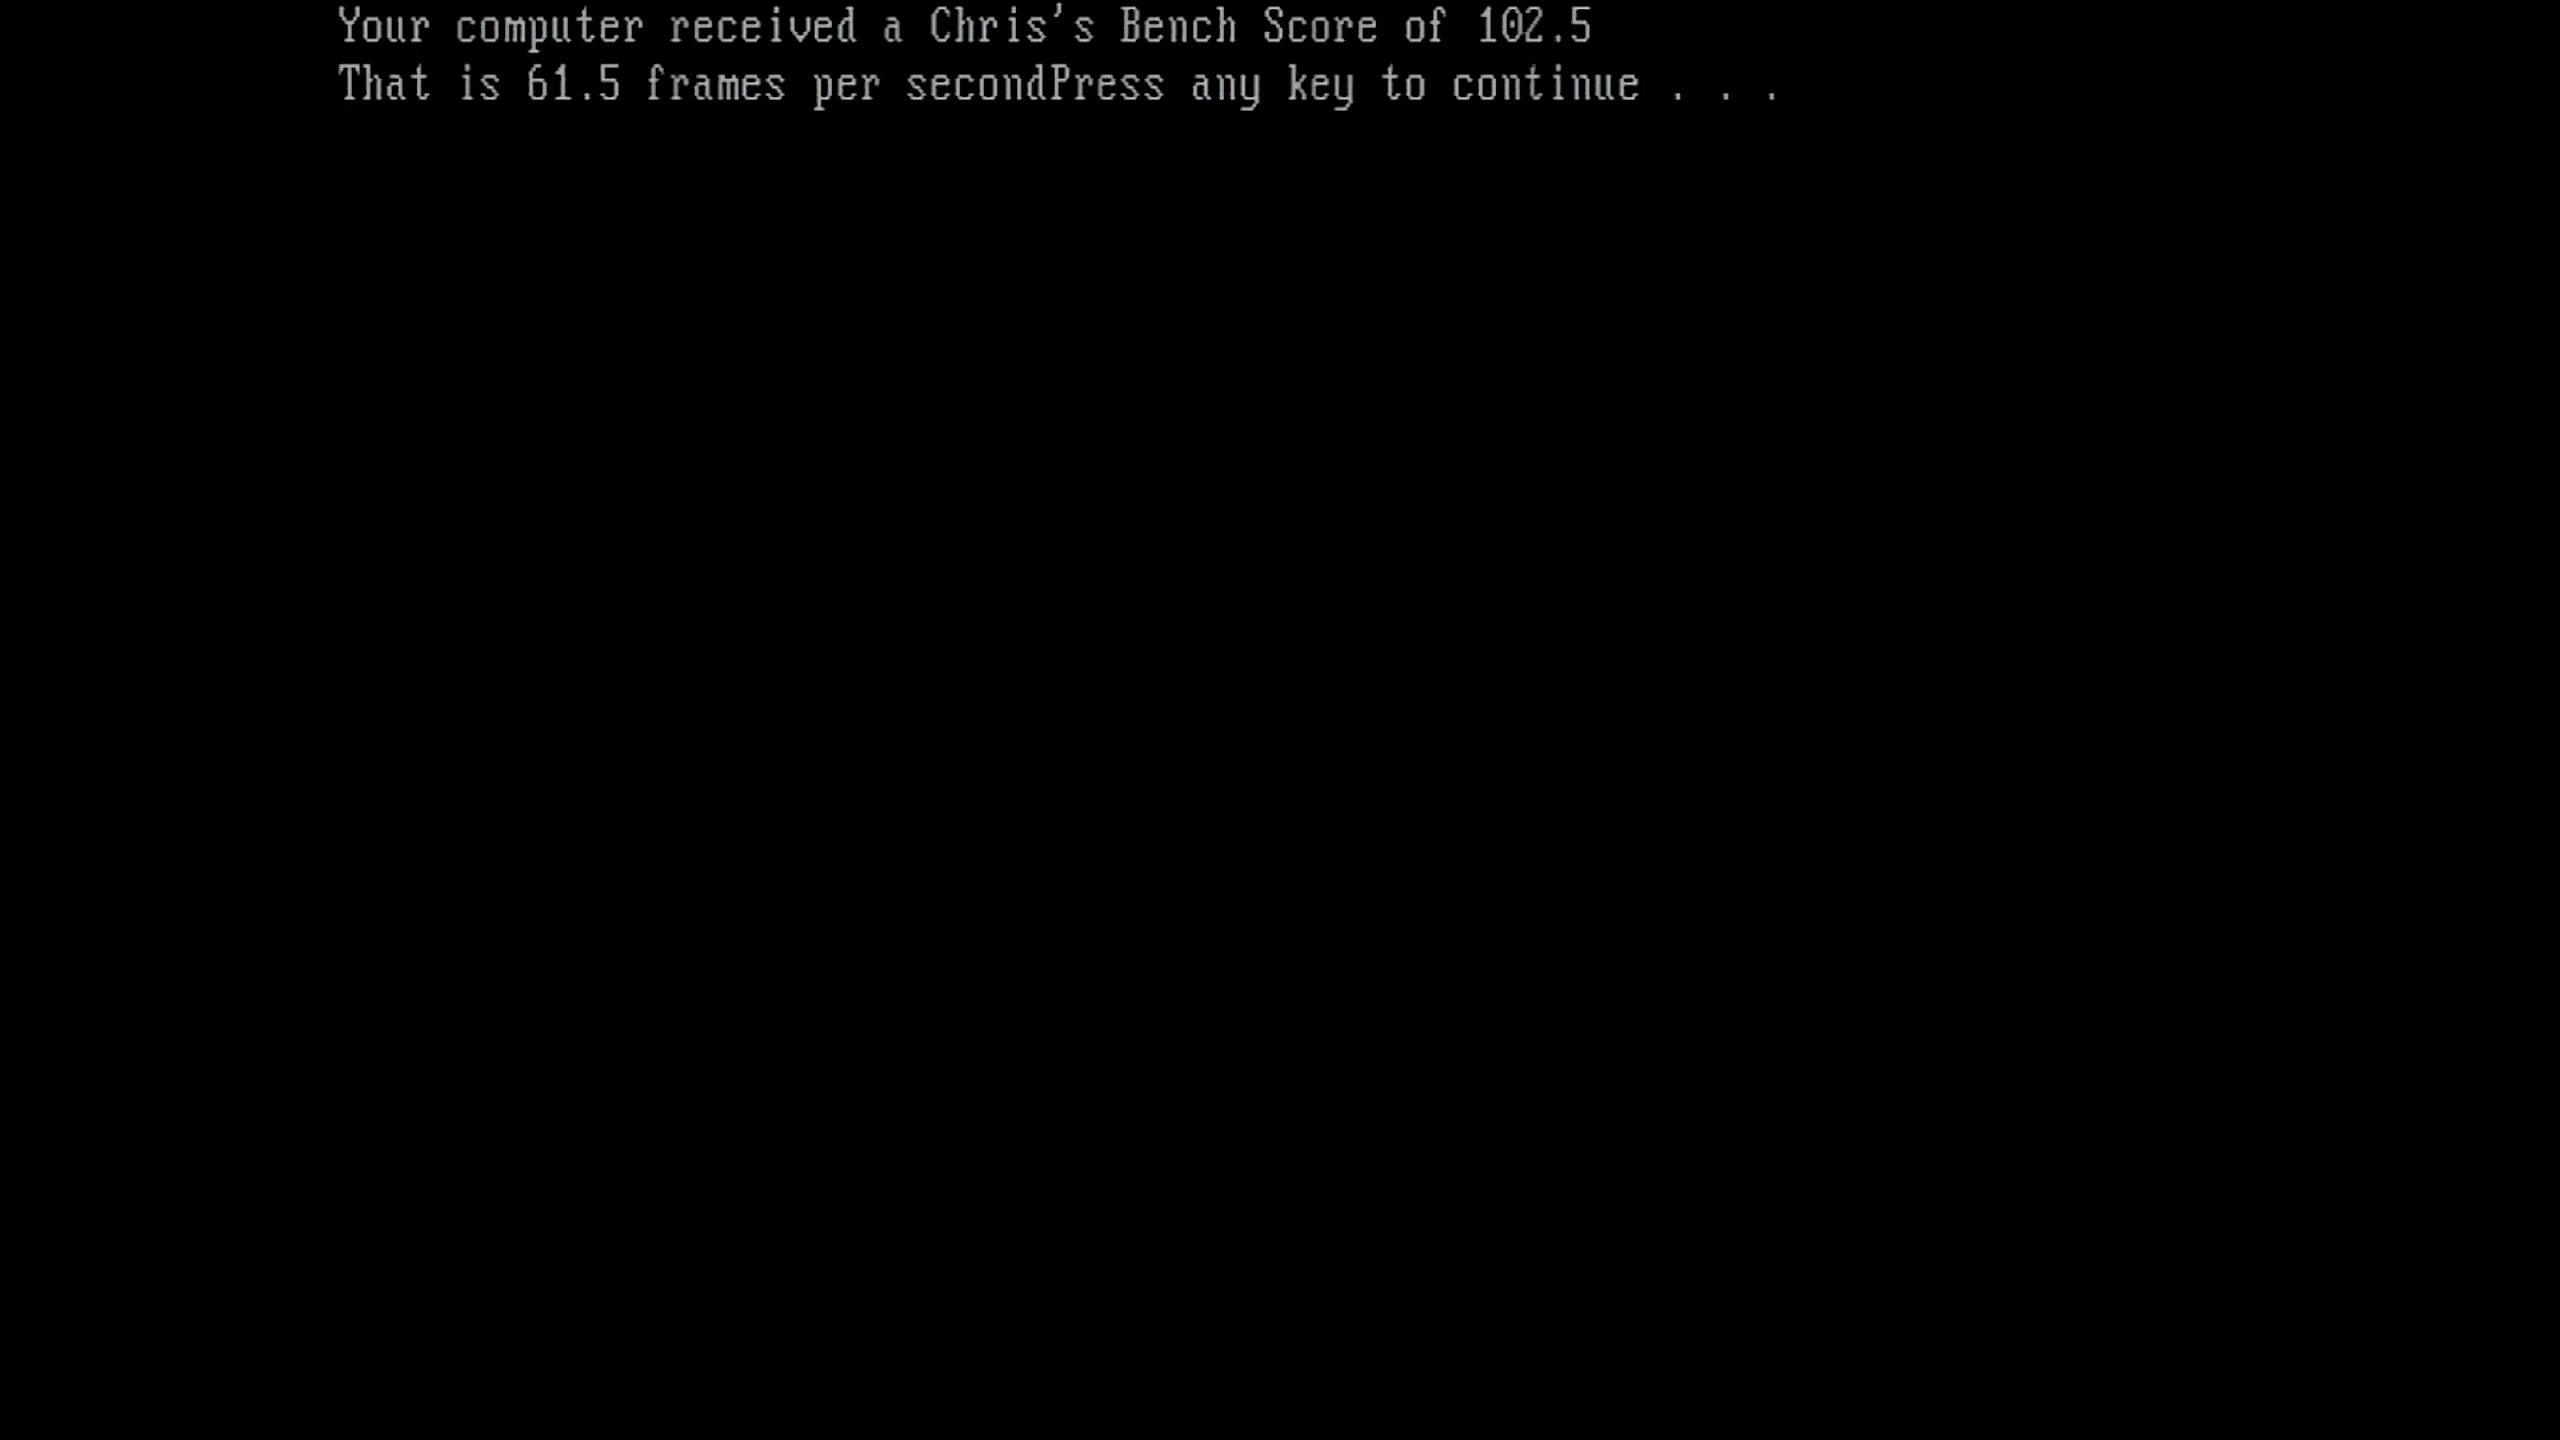 Your computer received a Chris's Bench Score of 102.5
That is 61.5 frames per secondPress any key to continue . . .